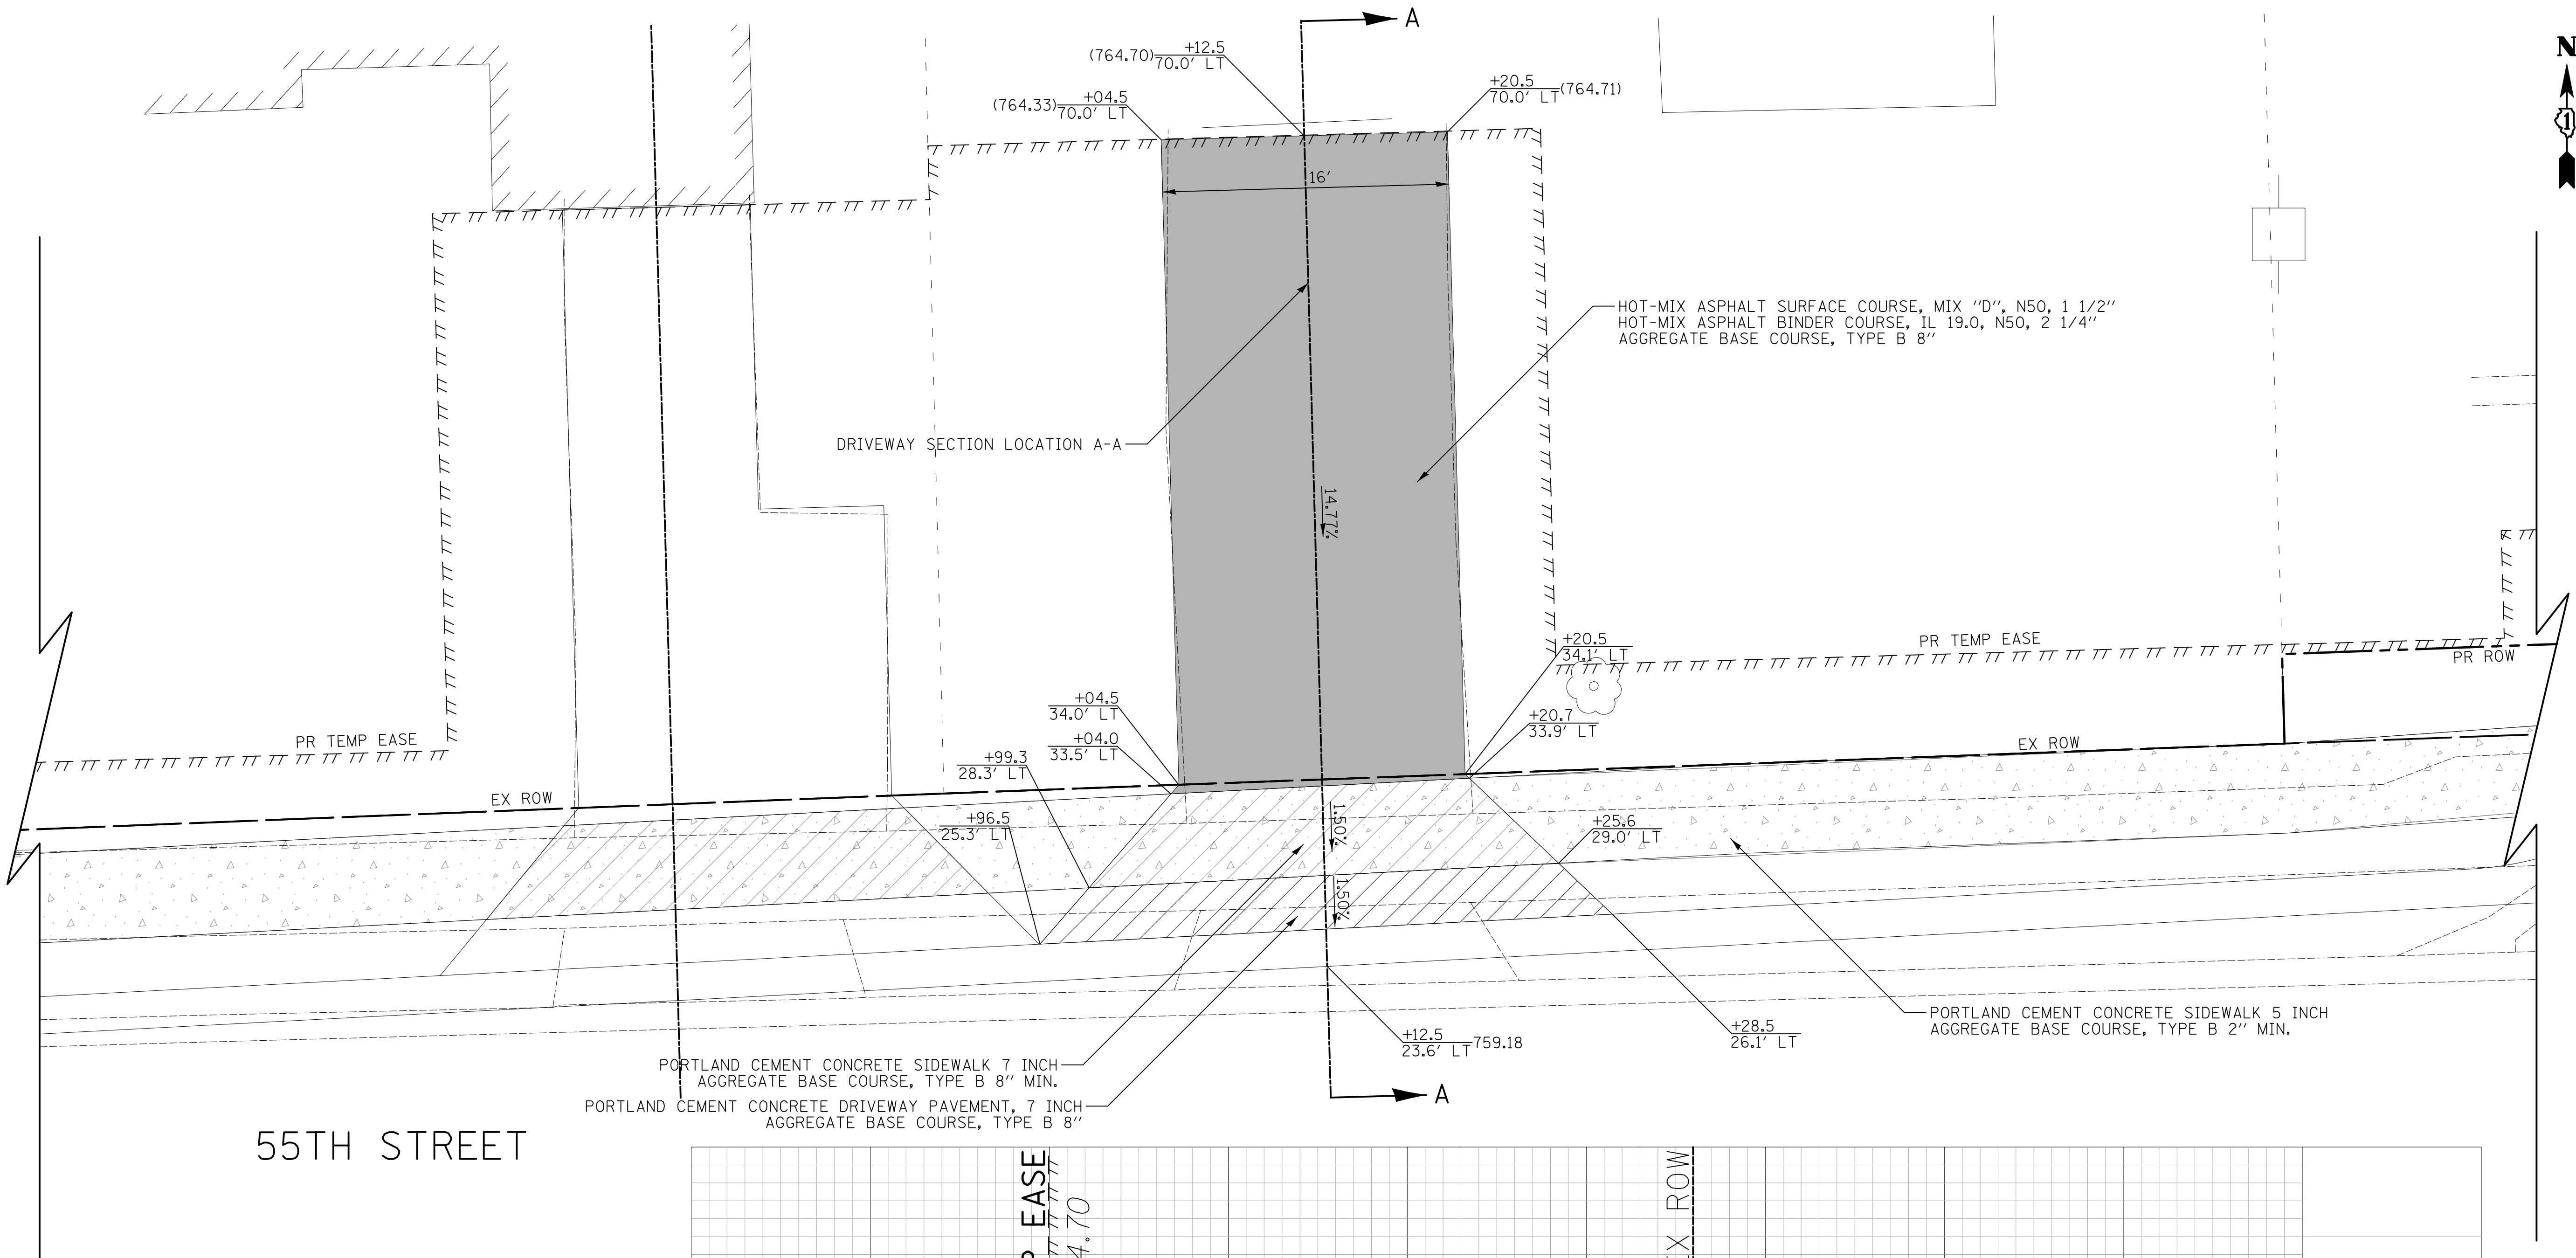 A
N
1
+12.5
(764.70) 70.0' LT
+04.5
(764.33) 70.0' LT
+20.5
70.0' LT (764.71)
16'
HOT-MIX ASPHALT SURFACE COURSE, MIX "D", N50, 1 1/2"
HOT-MIX ASPHALT BINDER COURSE, IL 19.0, N50, 2 1/4"
AGGREGATE BASE COURSE, TYPE B 8"
DRIVEWAY SECTION LOCATION A-A
14.77%
+20.5
34.1' LT
PR TEMP EASE
PR ROW
+04.5
34.0' LT
+20.7
33.9' LT
+04.0
33.5' LT
PR TEMP EASE
EX ROW
+99.3
28.3' LT
EX ROW
+96.5
25.3' LT
1.50%
+25.6
29.0' LT
1.50%
PORTLAND CEMENT CONCRETE SIDEWALK 5 INCH
AGGREGATE BASE COURSE, TYPE B 2" MIN.
+12.5
23.6' LT 759.18
+28.5
26.1' LT
PORTLAND CEMENT CONCRETE SIDEWALK 7 INCH
AGGREGATE BASE COURSE, TYPE B 8" MIN.
A
PORTLAND CEMENT CONCRETE DRIVEWAY PAVEMENT, 7 INCH
AGGREGATE BASE COURSE, TYPE B 8"
55TH STREET
P EASE
4.70
X ROW